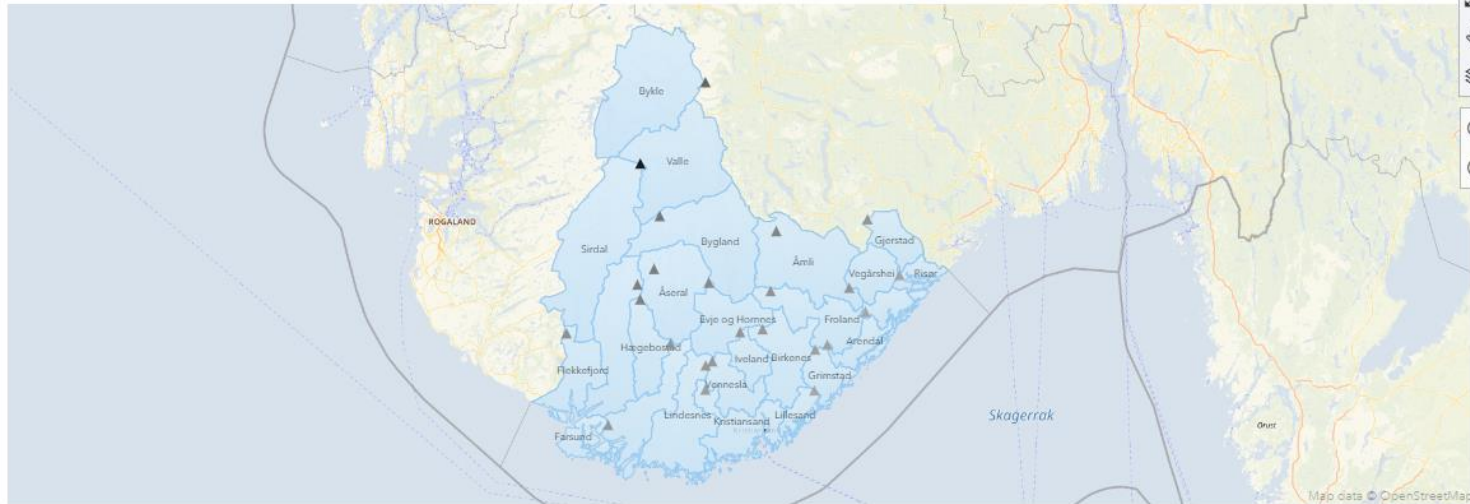 Bykle
Valle
ROGALAND
Sirdal
Bygland
Gjerstad
Åmli
Vegårshei
Risør
Åseral
Evje og Hornnes
Froland
Hægebostad
Arendal
Iveland
Birkenes
Flekkefjord
Grimstad
Vennesla
Lindesnes
Kristiansand
Lillesand
Skagerrak
Farsund
Orust
Map data © OpenStreetMap